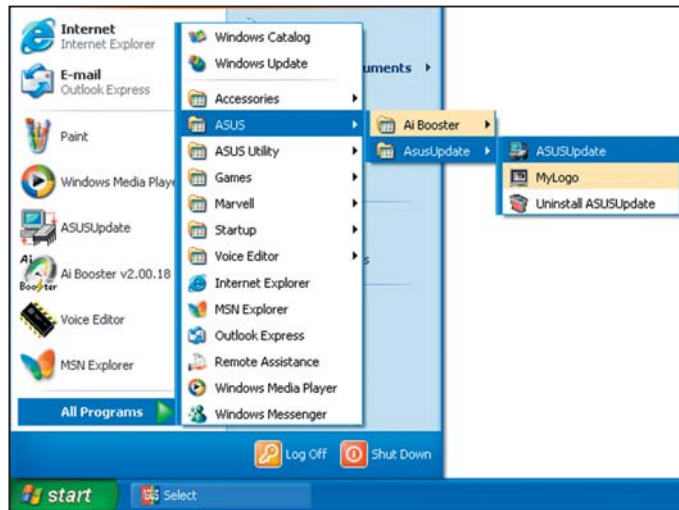 Internet
Internet Explorer
E-mail
Outlook Express
Paint
Windows Media Playe
ASUSUpdate
Ai Booster
Ai Booster v2.00.18
Voice Editor
MSN Explorer
All Programs
Windows Catalog
Windows Update
Accessories
ASUS
ASUS Utility
Games
Marvell
Startup
Voice Editor
Internet Explorer
MSN Explorer
Outlook Express
Remote Assistance
Windows Media Player
Windows Messenger
uments
s
Ai Booster
AsusUpdate
ASUSUpdate
MyLogo
Uninstall ASUSUpdate
Log Off
Shut Down
start
Select